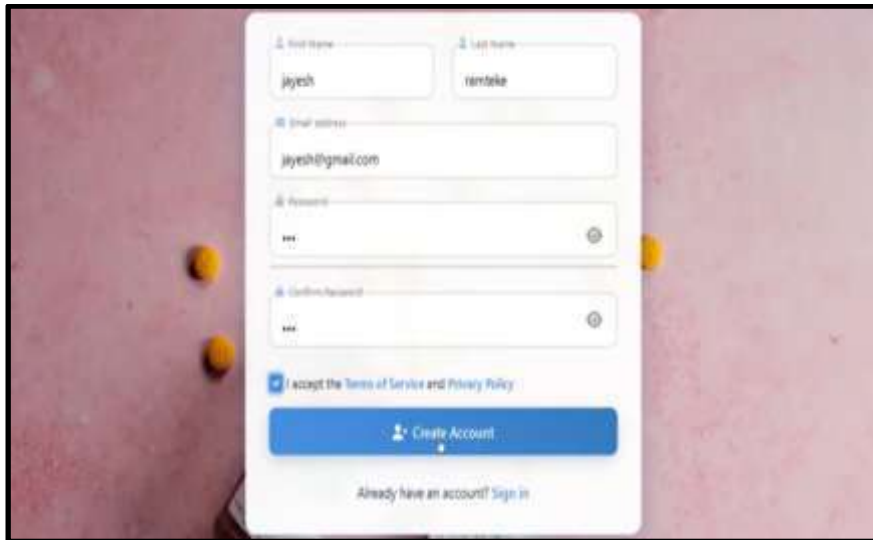 First Name Last Name
jayesh ramteke
Email address
jayesh@gmail.com
Password
•••
Confirm Password
•••
I accept the Terms of Service and Privacy Policy
Create Account
Already have an account? Sign in